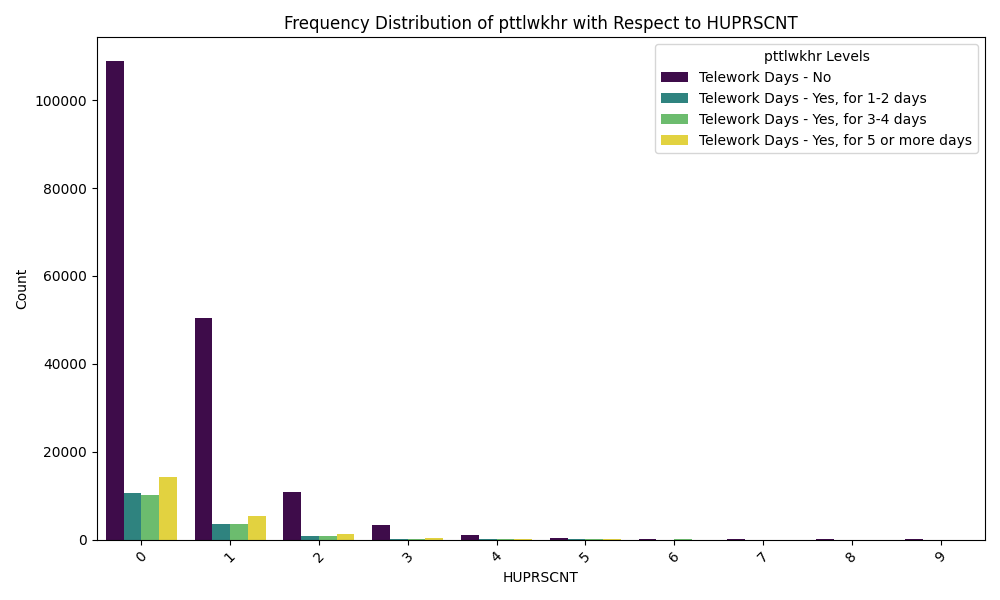 Frequency Distribution of pttlwkhr with Respect to HUPRSCNT
pttlwkhr Levels
Telework Days - No
Telework Days - Yes, for 1-2 days
Telework Days - Yes, for 3-4 days
Telework Days - Yes, for 5 or more days
100000
80000
60000
40000
20000
0
Count
0 1 2 3 4 5 6 7 8 9
HUPRSCNT